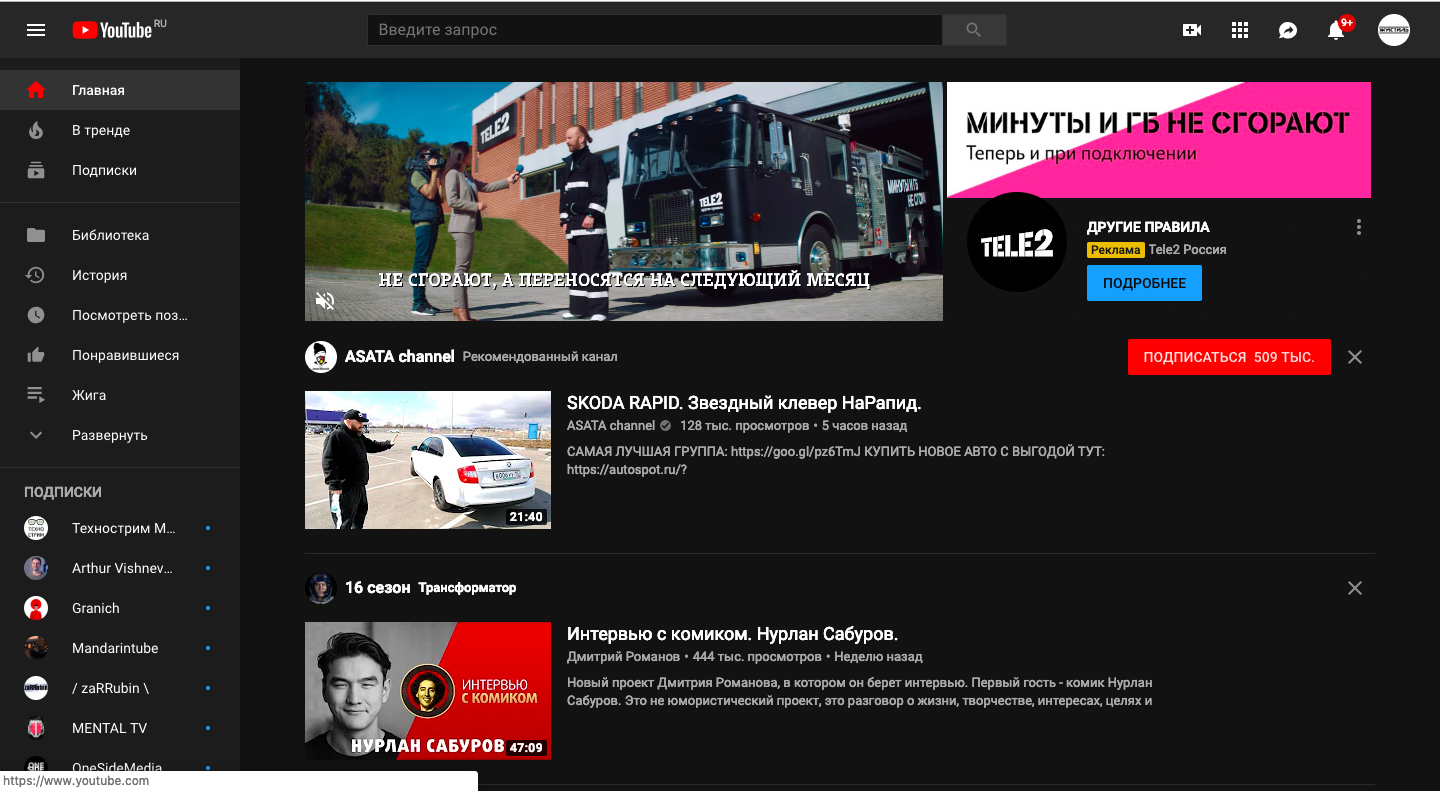 YouTube RU
Введите запрос
9+
Главная
В тренде
Подписки
Библиотека
История
Посмотреть поз...
Понравившиеся
Жига
Развернуть
ПОДПИСКИ
Технострим М...
Arthur Vishnev...
Granich
Mandarintube
/ zaRRubin \
MENTAL TV
OneSideMedia
TELE2
TELE2
МИНУТЫ И ГБ
НЕ СГОРАЮТ, А ПЕРЕНОСЯТСЯ НА СЛЕДУЮЩИЙ МЕСЯЦ
МИНУТЫ И ГБ НЕ СГОРАЮТ
Теперь и при подключении
TELE2
ДРУГИЕ ПРАВИЛА
Реклама Tele2 Россия
ПОДРОБНЕЕ
ASATA channel Рекомендованный канал
ПОДПИСАТЬСЯ 509 ТЫС.
21:40
SKODA RAPID. Звездный клевер НаРапид.
ASATA channel 128 тыс. просмотров • 5 часов назад
САМАЯ ЛУЧШАЯ ГРУППА: https://goo.gl/pz6TmJ КУПИТЬ НОВОЕ АВТО С ВЫГОДОЙ ТУТ:
https://autospot.ru/?
16 сезон Трансформатор
ИНТЕРВЬЮ
С КОМИКОМ
НУРЛАН САБУРОВ
47:09
Интервью с комиком. Нурлан Сабуров.
Дмитрий Романов • 444 тыс. просмотров • Неделю назад
Новый проект Дмитрия Романова, в котором он берет интервью. Первый гость - комик Нурлан
Сабуров. Это не юмористический проект, это разговор о жизни, творчестве, интересах, целях и
https://www.youtube.com